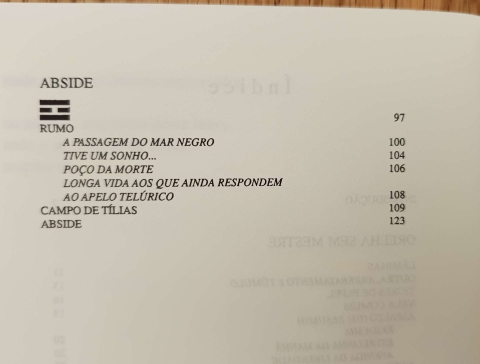 ABSIDE
97
RUMO
A PASSAGEM DO MAR NEGRO 100
TIVE UM SONHO... 104
POÇO DA MORTE 106
LONGA VIDA AOS QUE AINDA RESPONDEM
AO APELO TELÚRICO 108
CAMPO DE TÍLIAS 109
ABSIDE 123